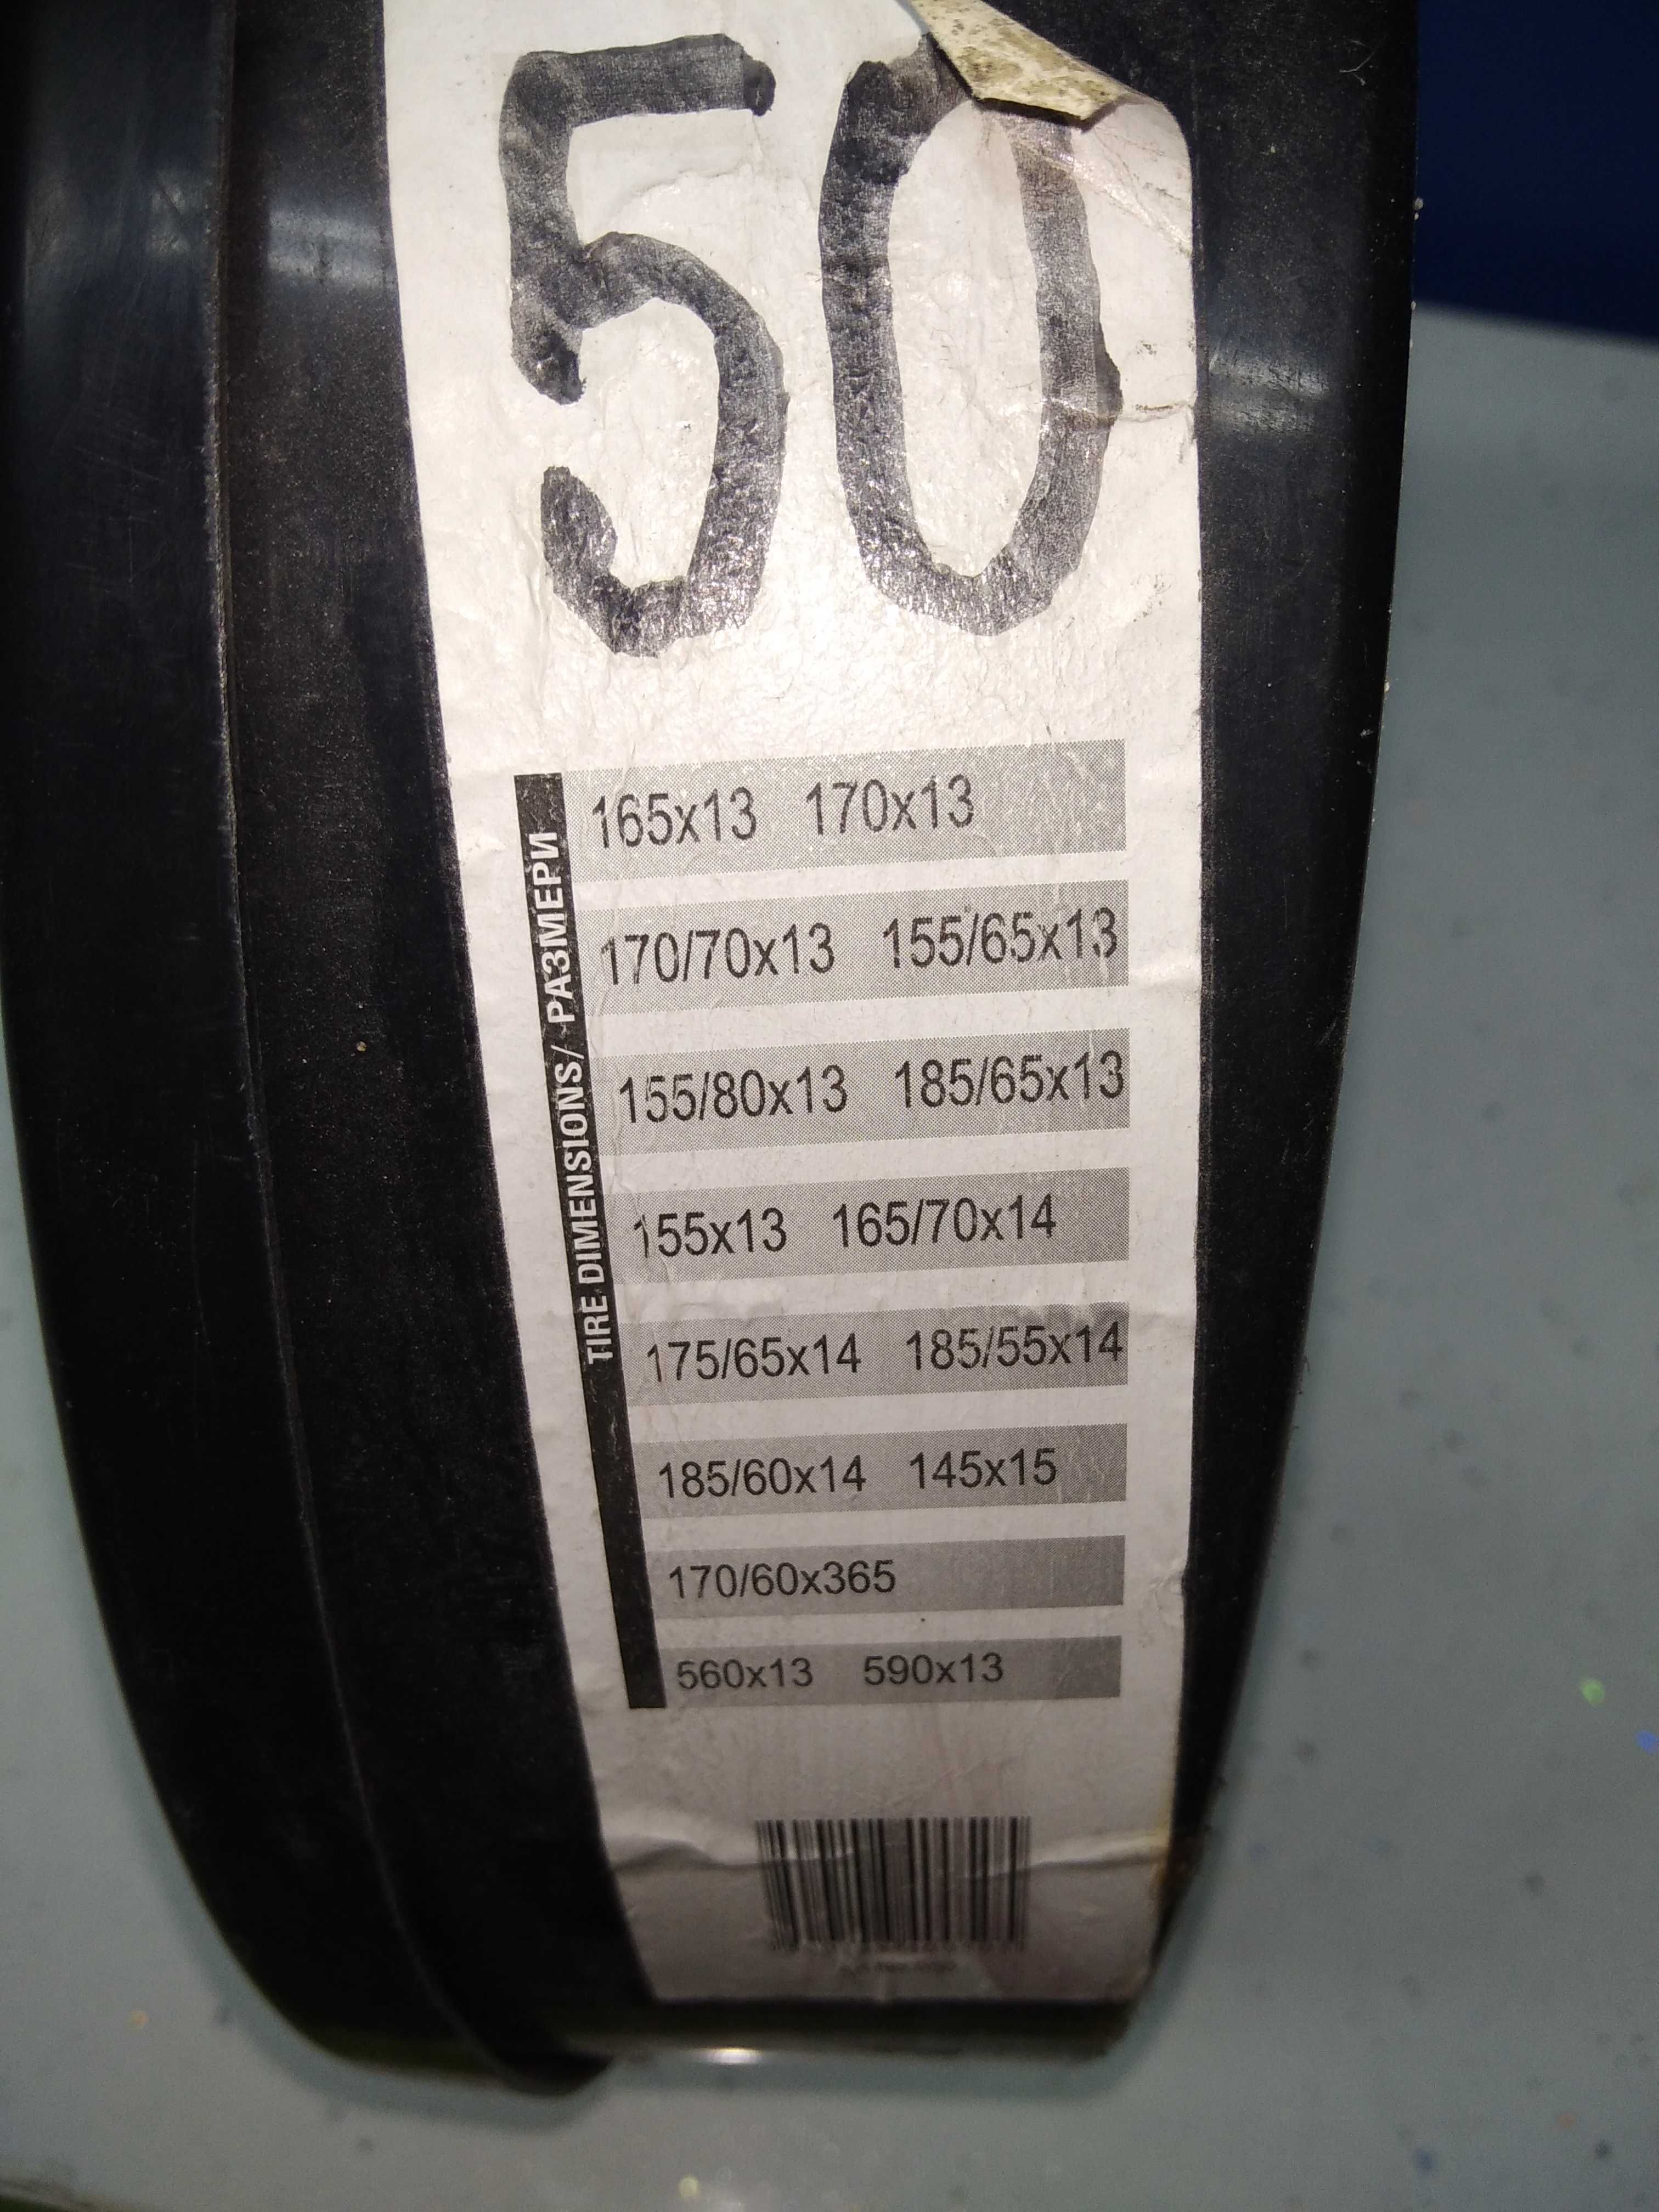 50
165x13 170x13
170/70x13 155/65x13
155/80x13 185/65x13
155x13 165/70x14
175/65x14 185/55x14
185/60x14 145x15
170/60x365
560x13 590x13
TIRE DIMENSIONS/ РАЗМЕРИ